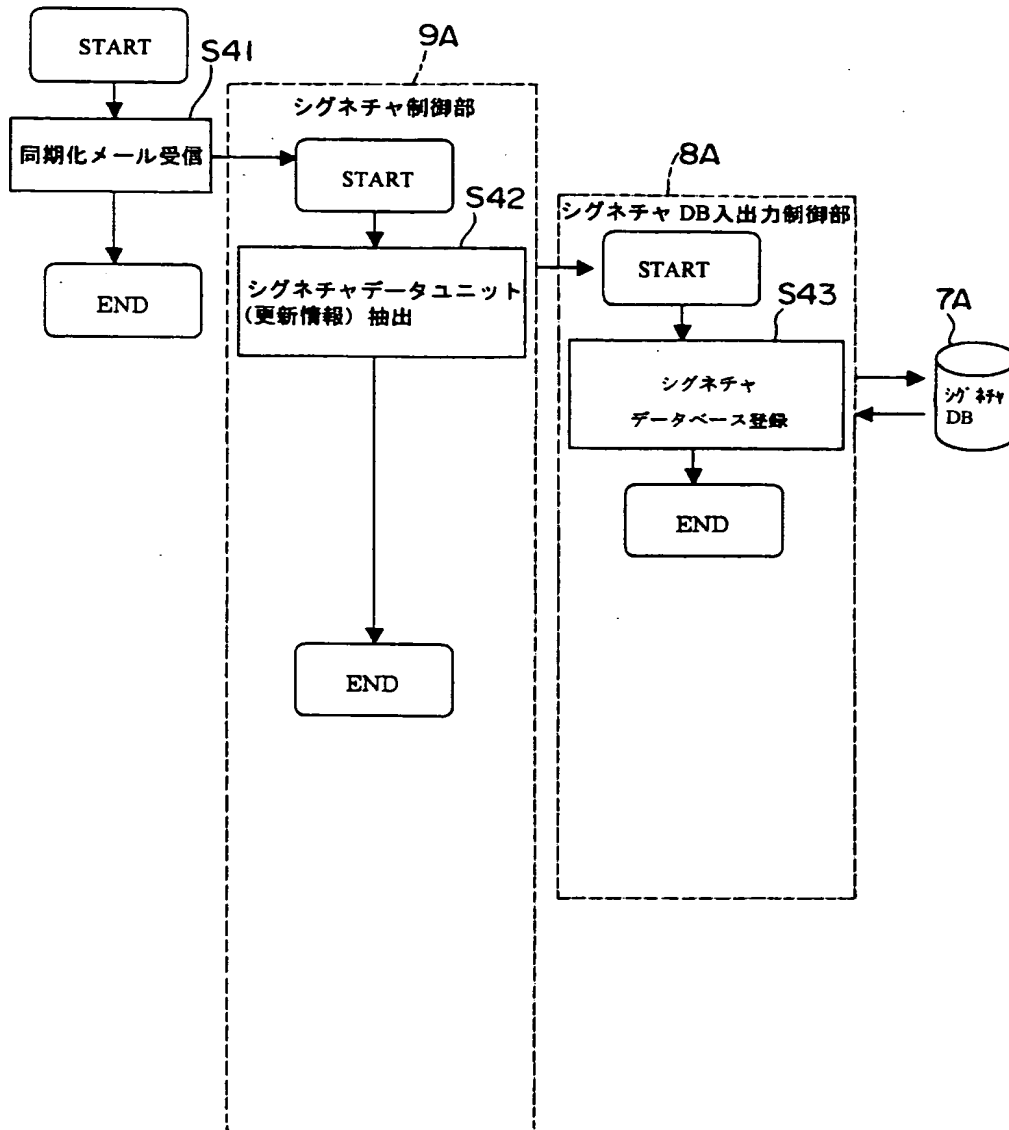 START
S41
同期化メール受信
END
9A
シグネチャ制御部
START
S42
シグネチャデータユニット
(更新情報) 抽出
END
8A
シグネチャ DB入出力制御部
START
S43
シグネチャ
データベース登録
END
7A
シグネチャ
DB